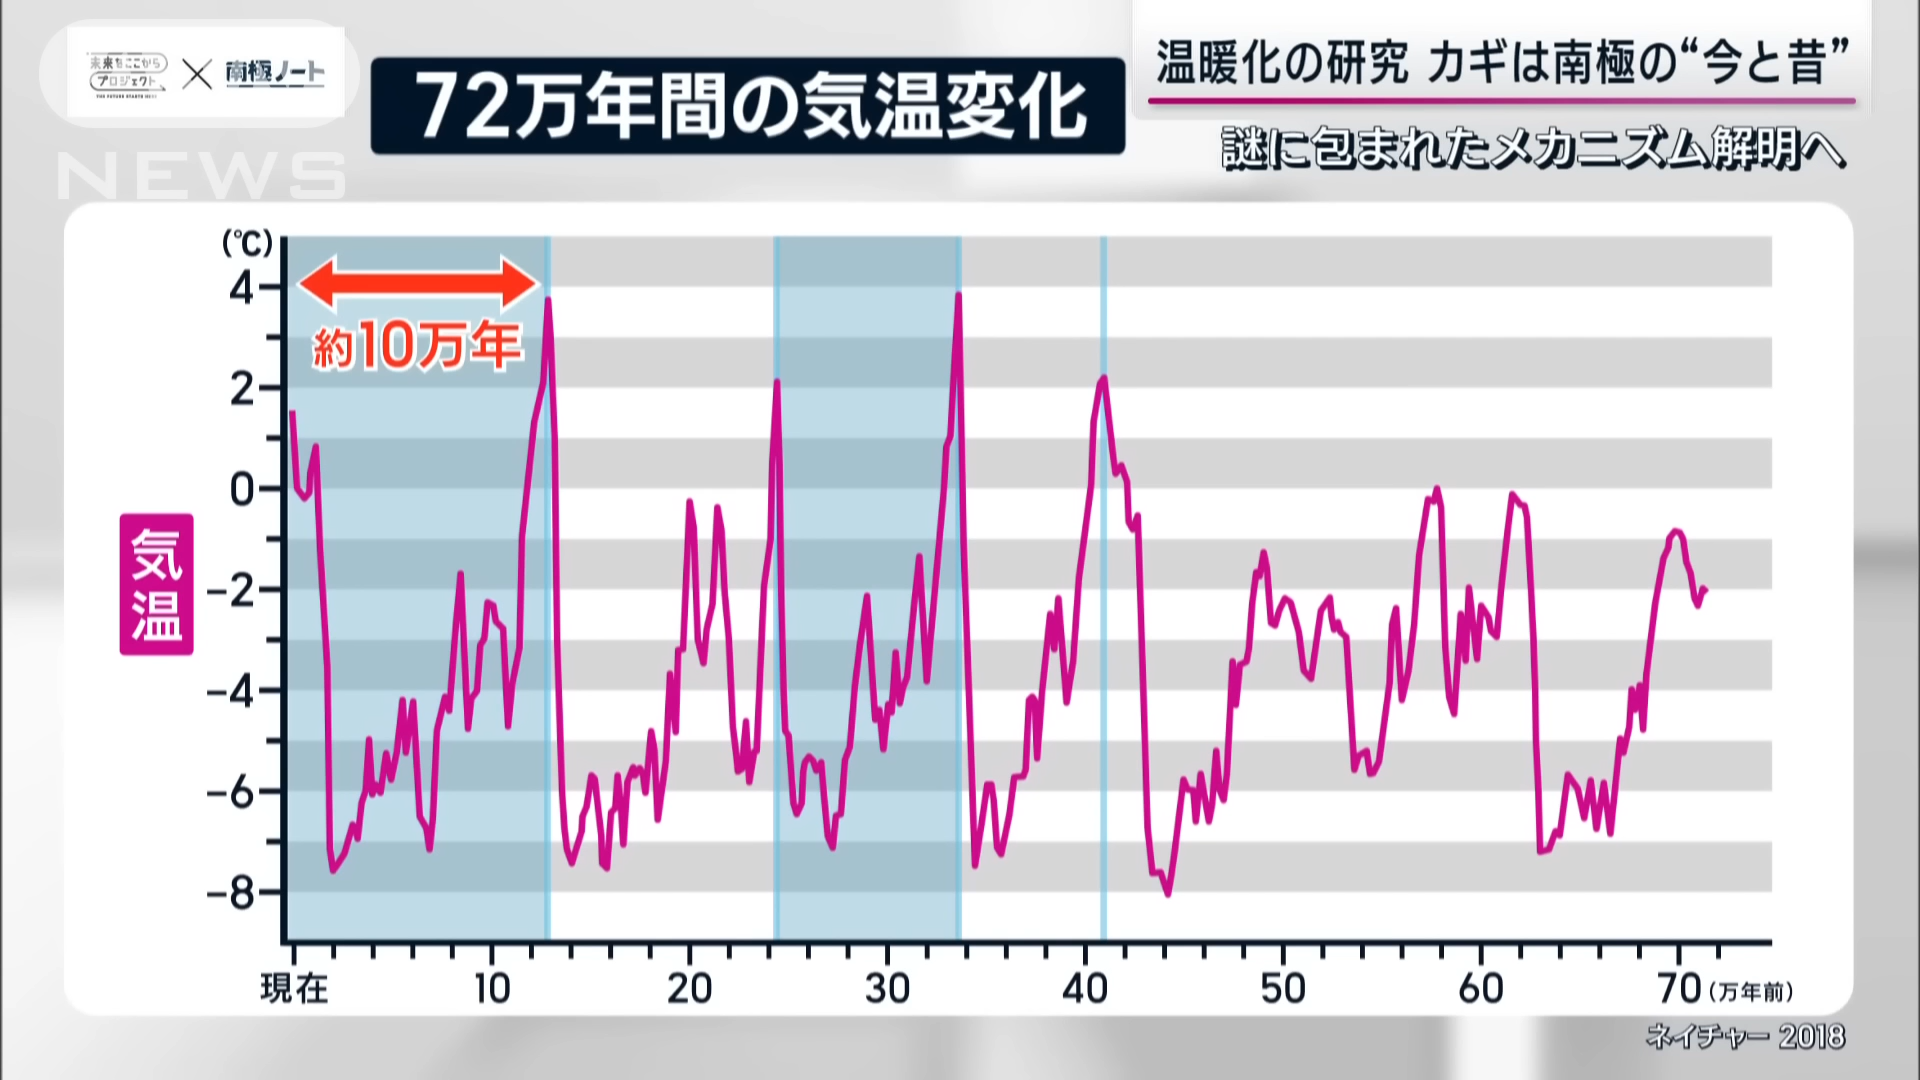 未来をここから
プロジェクト
THE FUTURE STARTS HERE
×
南極ノート
NEWS
72万年間の気温変化
温暖化の研究 カギは南極の“今と昔”
謎に包まれたメカニズム解明へ
(℃)
4
2
0
-2
-4
-6
-8
約10万年
気温
現在 10 20 30 40 50 60 70 (万年前)
ネイチャー 2018